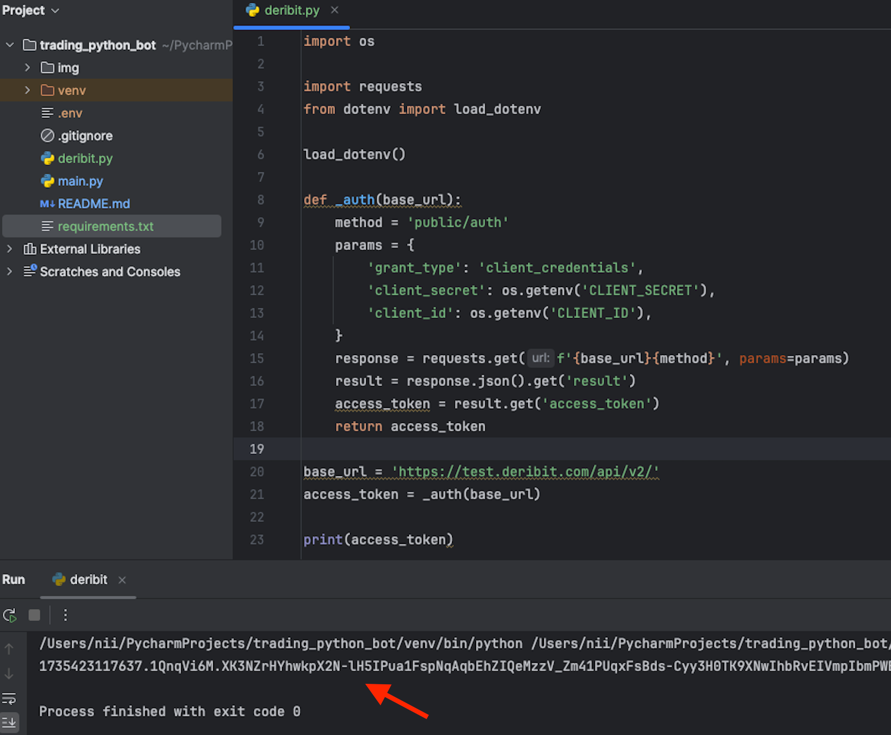 Project
deribit.py
trading_python_bot ~/PycharmP
img
venv
.env
.gitignore
deribit.py
main.py
M↓ README.md
requirements.txt
External Libraries
Scratches and Consoles
1 import os
2
3 import requests
4 from dotenv import load_dotenv
5
6 load_dotenv()
7
8 def _auth(base_url):
9 method = 'public/auth'
10 params = {
11 'grant_type': 'client_credentials',
12 'client_secret': os.getenv('CLIENT_SECRET'),
13 'client_id': os.getenv('CLIENT_ID'),
14 }
15 response = requests.get( url: f'{base_url}{method}', params=params)
16 result = response.json().get('result')
17 access_token = result.get('access_token')
18 return access_token
19
20 base_url = 'https://test.deribit.com/api/v2/'
21 access_token = _auth(base_url)
22
23 print(access_token)
Run deribit
/Users/nii/PycharmProjects/trading_python_bot/venv/bin/python /Users/nii/PycharmProjects/trading_python_bot/
1735423117637.1QnqVi6M.XK3NZrHYhwkpX2N-lH5IPua1FspNqAqbEhZIQeMzzV_Zm41PUqxFsBds-Cyy3H0TK9XNwIhbRvEIVmpIbmPWE
Process finished with exit code 0